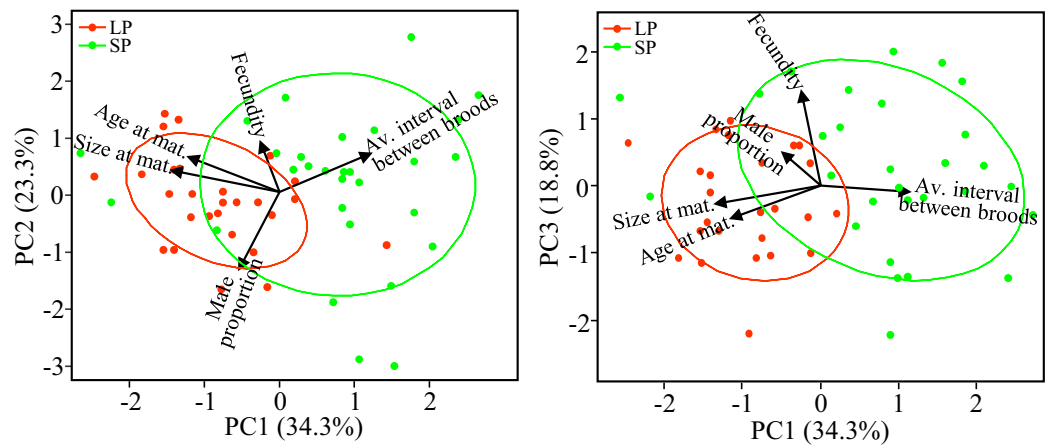 LP
SP
Fecundity
Age at mat.
Size at mat.
Av. interval
between broods
Male
proportion
3
2
1
0
-1
-2
-3
PC2 (23.3%)
-2
-1
0
1
2
PC1 (34.3%)
LP
SP
Fecundity
Male
proportion
Size at mat.
Age at mat.
Av. interval
between broods
2
1
0
-1
-2
PC3 (18.8%)
-2
-1
0
1
2
PC1 (34.3%)